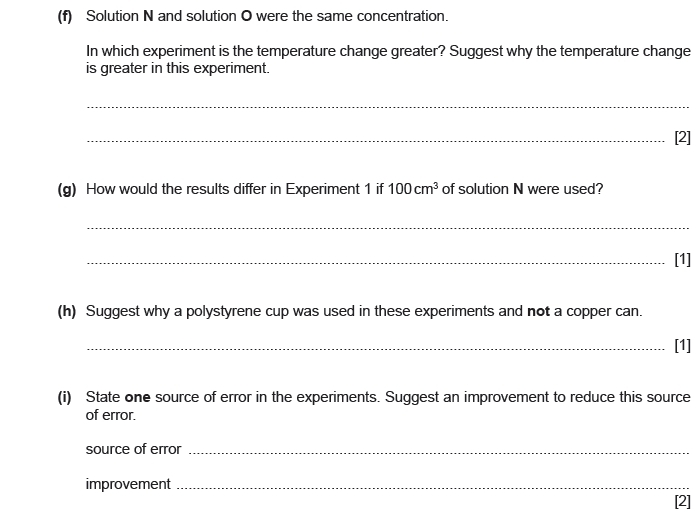 (f) Solution N and solution O were the same concentration.
In which experiment is the temperature change greater? Suggest why the temperature change
is greater in this experiment.
[2]
(g) How would the results differ in Experiment 1 if 100 cm³ of solution N were used?
[1]
(h) Suggest why a polystyrene cup was used in these experiments and not a copper can.
[1]
(i) State one source of error in the experiments. Suggest an improvement to reduce this source
of error.
source of error
improvement
[2]